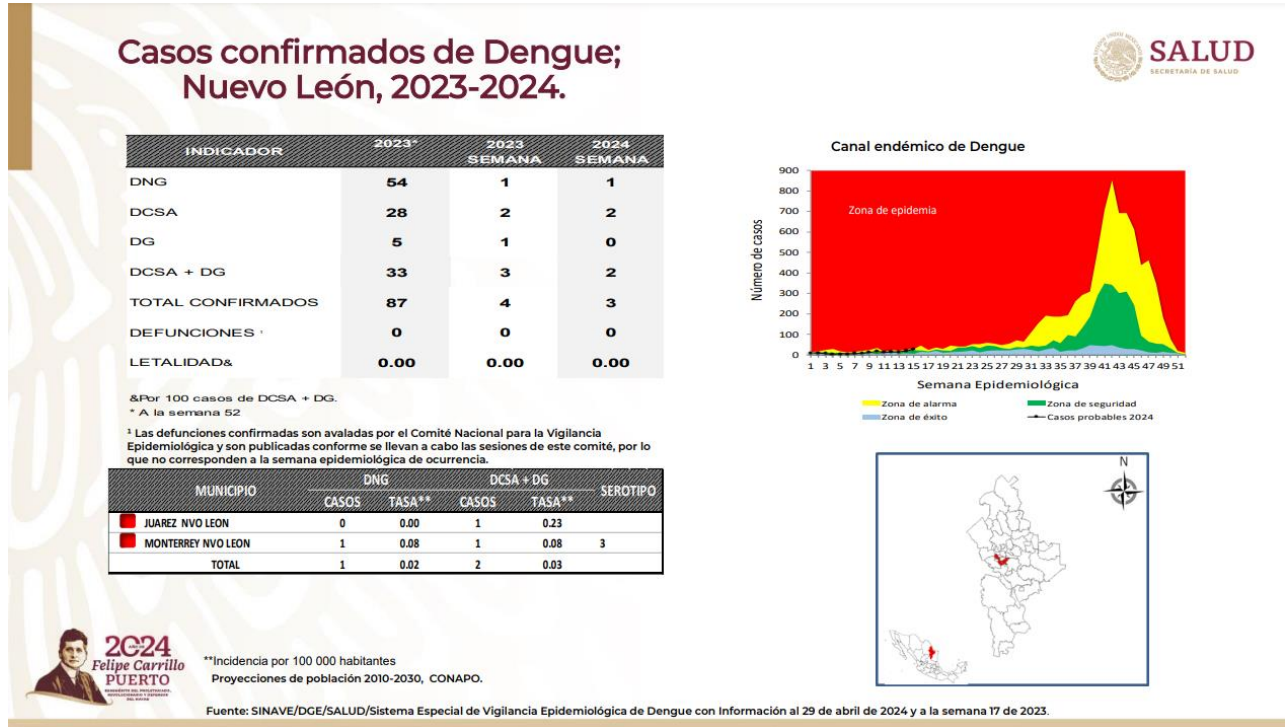 Casos confirmados de Dengue;
Nuevo León, 2023-2024.
SALUD
SECRETARÍA DE SALUD
INDICADOR 2023* 2023 SEMANA 2024 SEMANA
DNG 54 1 1
DCSA 28 2 2
DG 5 1 0
DCSA + DG 33 3 2
TOTAL CONFIRMADOS 87 4 3
DEFUNCIONES ¹ 0 0 0
LETALIDAD& 0.00 0.00 0.00
&Por 100 casos de DCSA + DG.
* A la semana 52
¹ Las defunciones confirmadas son avaladas por el Comité Nacional para la Vigilancia
Epidemiológica y son publicadas conforme se llevan a cabo las sesiones de este comité, por lo
que no corresponden a la semana epidemiológica de ocurrencia.
MUNICIPIO DNG DCSA + DG SEROTIPO
CASOS TASA** CASOS TASA**
JUAREZ NVO LEON 0 0.00 1 0.23
MONTERREY NVO LEON 1 0.08 1 0.08 3
TOTAL 1 0.02 2 0.03
Canal endémico de Dengue
Número de casos
900
800
700
600
500
400
300
200
100
0
Zona de epidemia
1 3 5 7 9 11 13 15 17 19 21 23 25 27 29 31 33 35 37 39 41 43 45 47 49 51
Semana Epidemiológica
Zona de alarma Zona de seguridad
Zona de éxito Casos probables 2024
N
2024
Felipe Carrillo
PUERTO
**Incidencia por 100 000 habitantes
Proyecciones de población 2010-2030, CONAPO.
Fuente: SINAVE/DGE/SALUD/Sistema Especial de Vigilancia Epidemiológica de Dengue con Información al 29 de abril de 2024 y a la semana 17 de 2023.